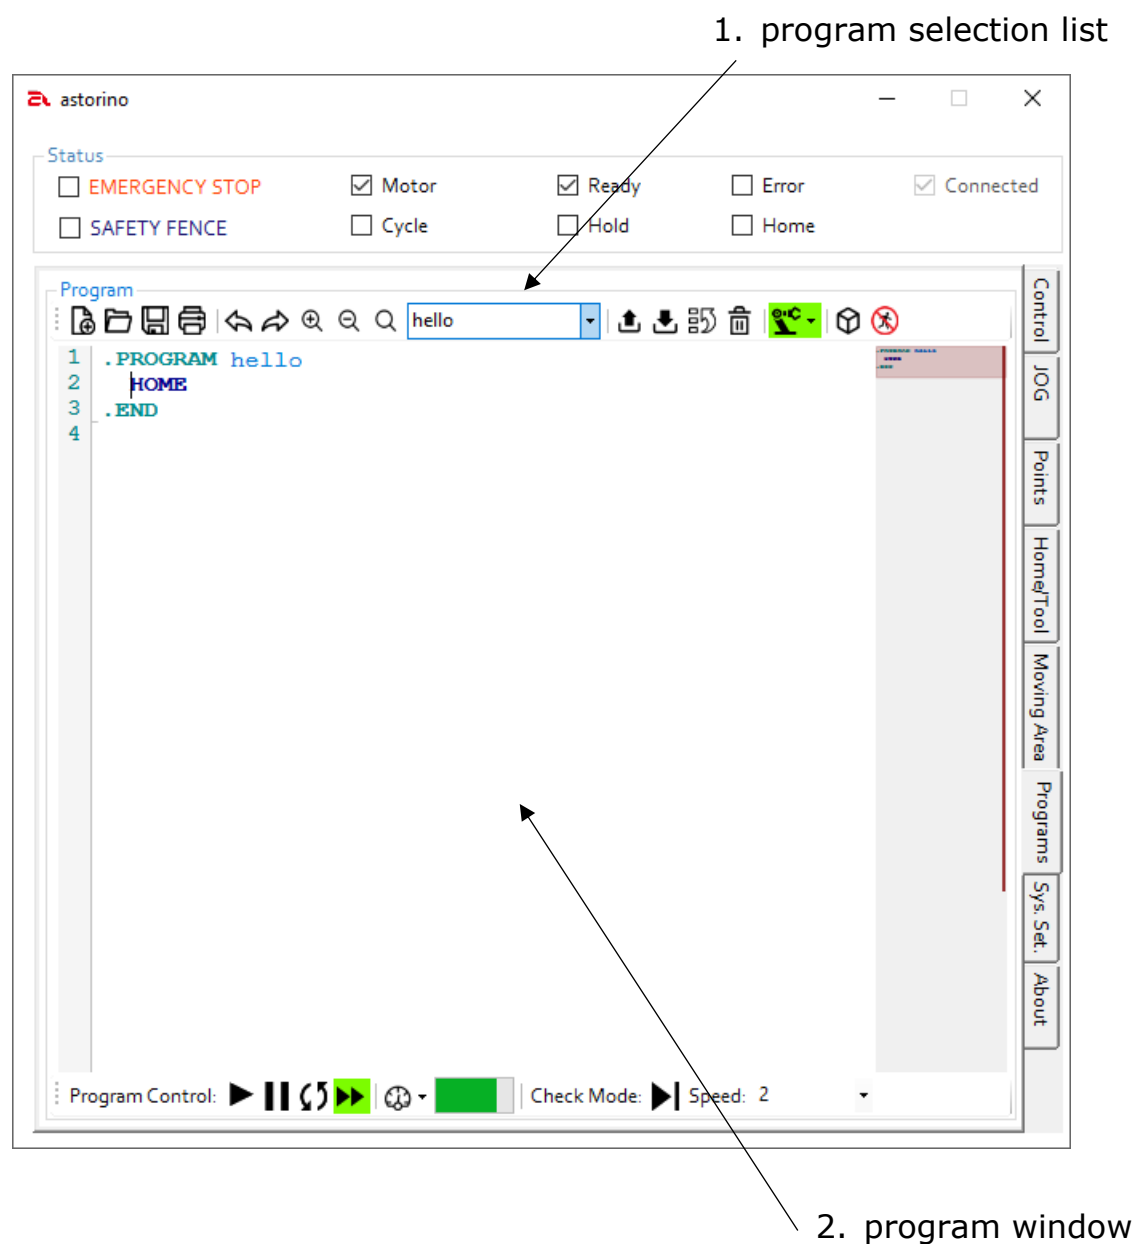 1. program selection list
astorino
Status
EMERGENCY STOP Motor Ready Error Connected
SAFETY FENCE Cycle Hold Home
Program
hello
1 .PROGRAM hello
2 HOME
3 .END
4
Control
JOG
Points
Home/Tool
Moving Area
Programs
Sys. Set.
About
Program Control: Check Mode: Speed: 2
2. program window